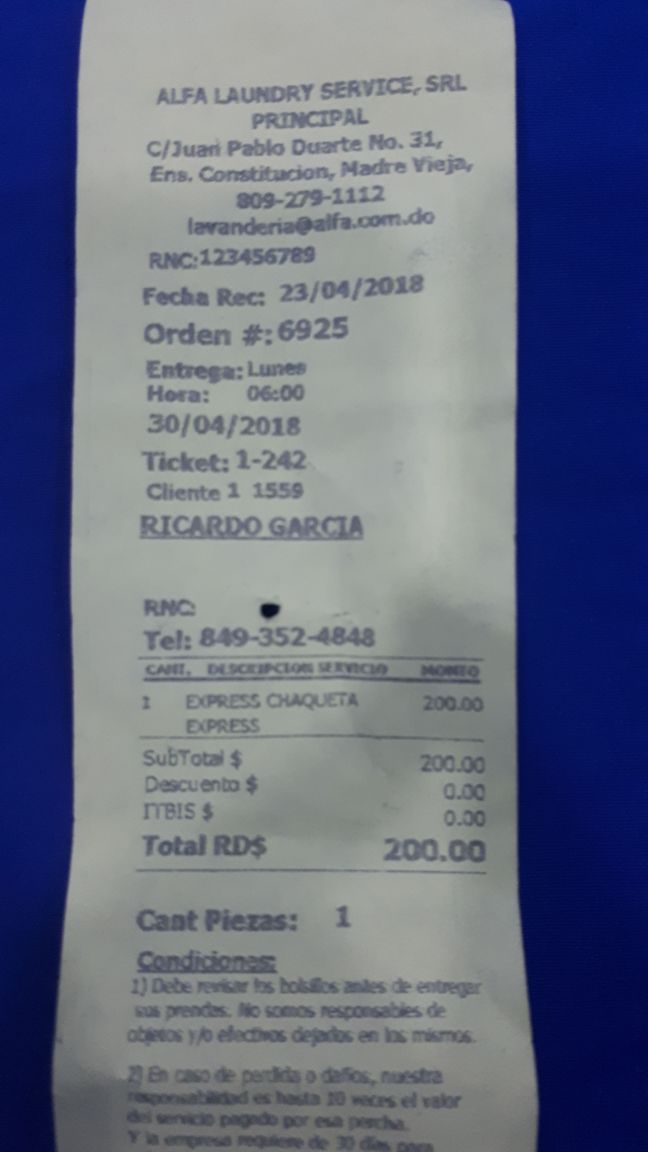 ALFA LAUNDRY SERVICE, SRL
PRINCIPAL
C/Juan Pablo Duarte No. 31,
Ens. Constitucion, Madre Vieja,
809-279-1112
lavanderia@alfa.com.do
RNC:123456789
Fecha Rec: 23/04/2018
Orden #:6925
Entrega: Lunes
Hora: 06:00
30/04/2018
Ticket: 1-242
Cliente 1 1559
RICARDO GARCIA
RNC:
Tel: 849-352-4848
CANT. DESCRIPCION SERVICIO MONTO
1 EXPRESS CHAQUETA 200.00
EXPRESS
SubTotal $ 200.00
Descuento $ 0.00
ITBIS $ 0.00
Total RD$ 200.00
Cant Piezas: 1
Condiciones:
1) Debe revisar los bolsillos antes de entregar
sus prendas. No somos responsables de
objetos y/o efectivos dejados en los mismos.
2) En caso de perdida o daños, nuestra
responsabilidad es hasta 10 veces el valor
del servicio pagado por esa percha.
Y la empresa requiere de 30 dias para